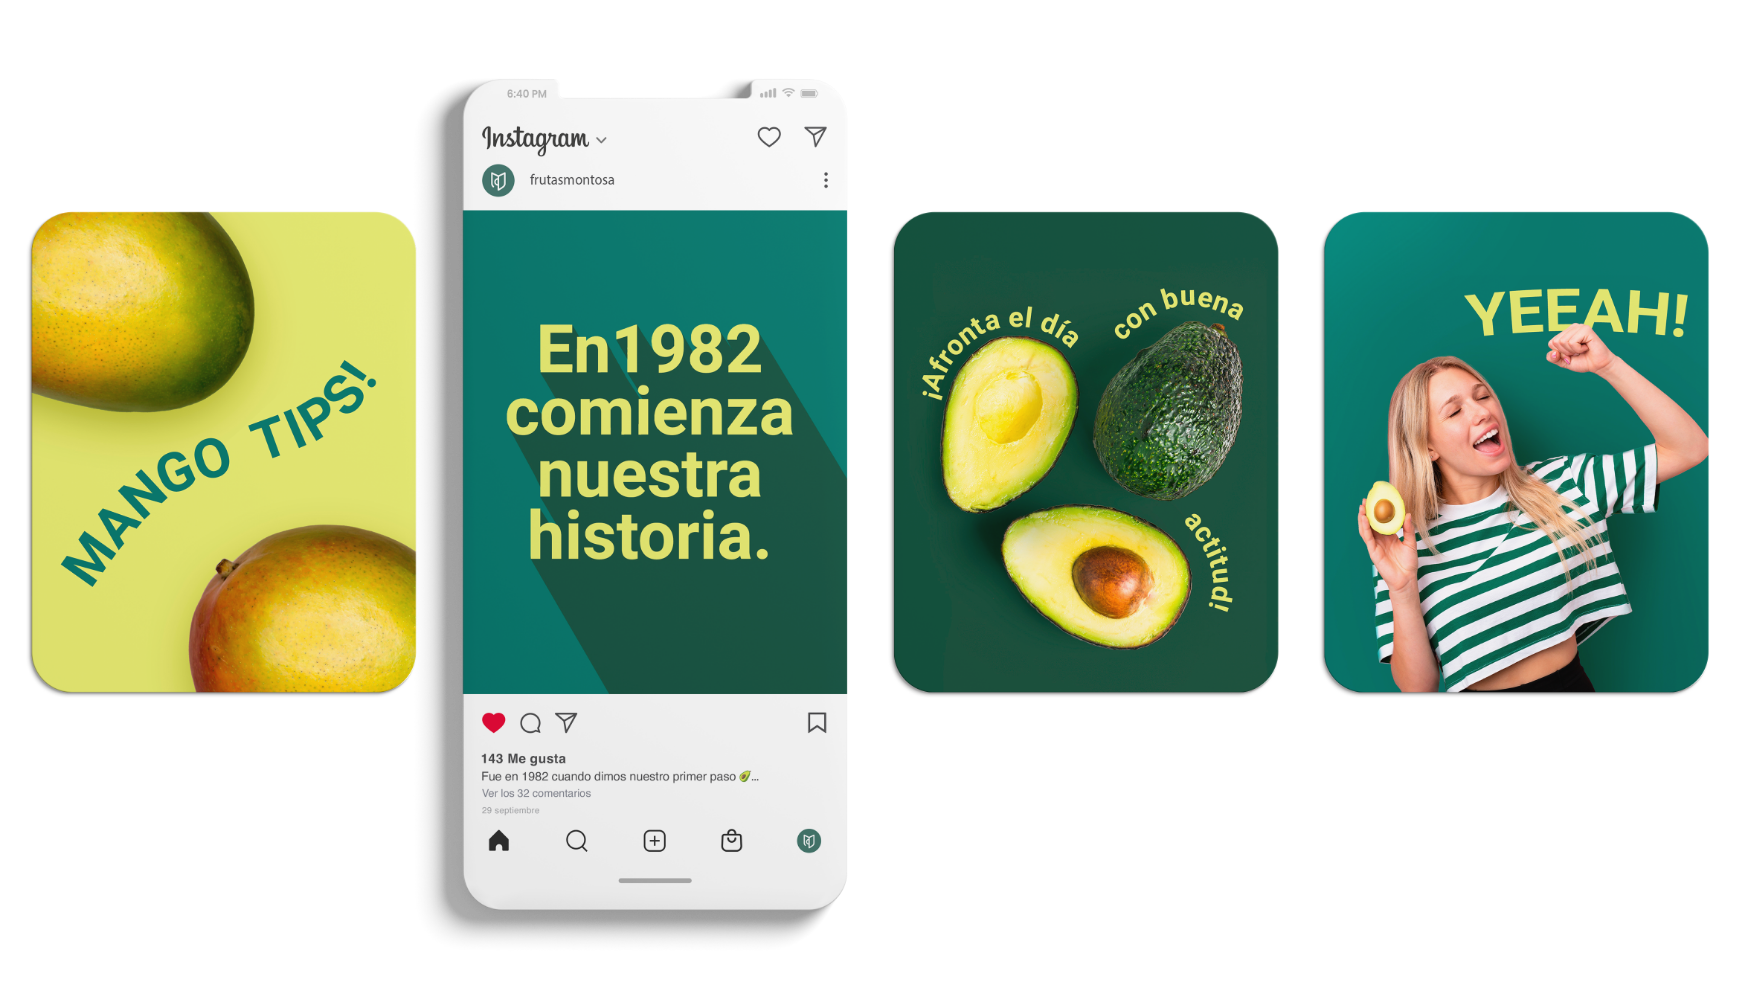 MANGO TIPS!
6:40 PM
Instagram
frutasmontosa
En1982
comienza
nuestra
historia.
143 Me gusta
Fue en 1982 cuando dimos nuestro primer paso 🥑...
Ver los 32 comentarios
29 septiembre
¡Afronta el día
con buena
actitud!
YEEAH!